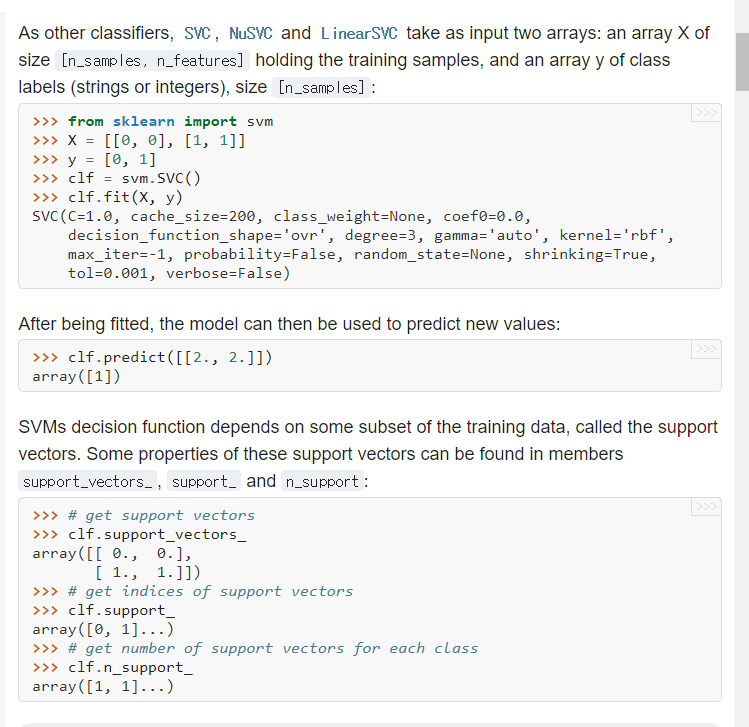 As other classifiers, SVC, NuSVC and LinearSVC take as input two arrays: an array X of
size [n_samples, n_features] holding the training samples, and an array y of class
labels (strings or integers), size [n_samples]:
>>>
>>> from sklearn import svm
>>> X = [[0, 0], [1, 1]]
>>> y = [0, 1]
>>> clf = svm.SVC()
>>> clf.fit(X, y)
SVC(C=1.0, cache_size=200, class_weight=None, coef0=0.0,
    decision_function_shape='ovr', degree=3, gamma='auto', kernel='rbf',
    max_iter=-1, probability=False, random_state=None, shrinking=True,
    tol=0.001, verbose=False)
After being fitted, the model can then be used to predict new values:
>>>
>>> clf.predict([[2., 2.]])
array([1])
SVMs decision function depends on some subset of the training data, called the support
vectors. Some properties of these support vectors can be found in members
support_vectors_, support_ and n_support:
>>>
>>> # get support vectors
>>> clf.support_vectors_
array([[ 0.,  0.],
       [ 1.,  1.]])
>>> # get indices of support vectors
>>> clf.support_
array([0, 1]...)
>>> # get number of support vectors for each class
>>> clf.n_support_
array([1, 1]...)